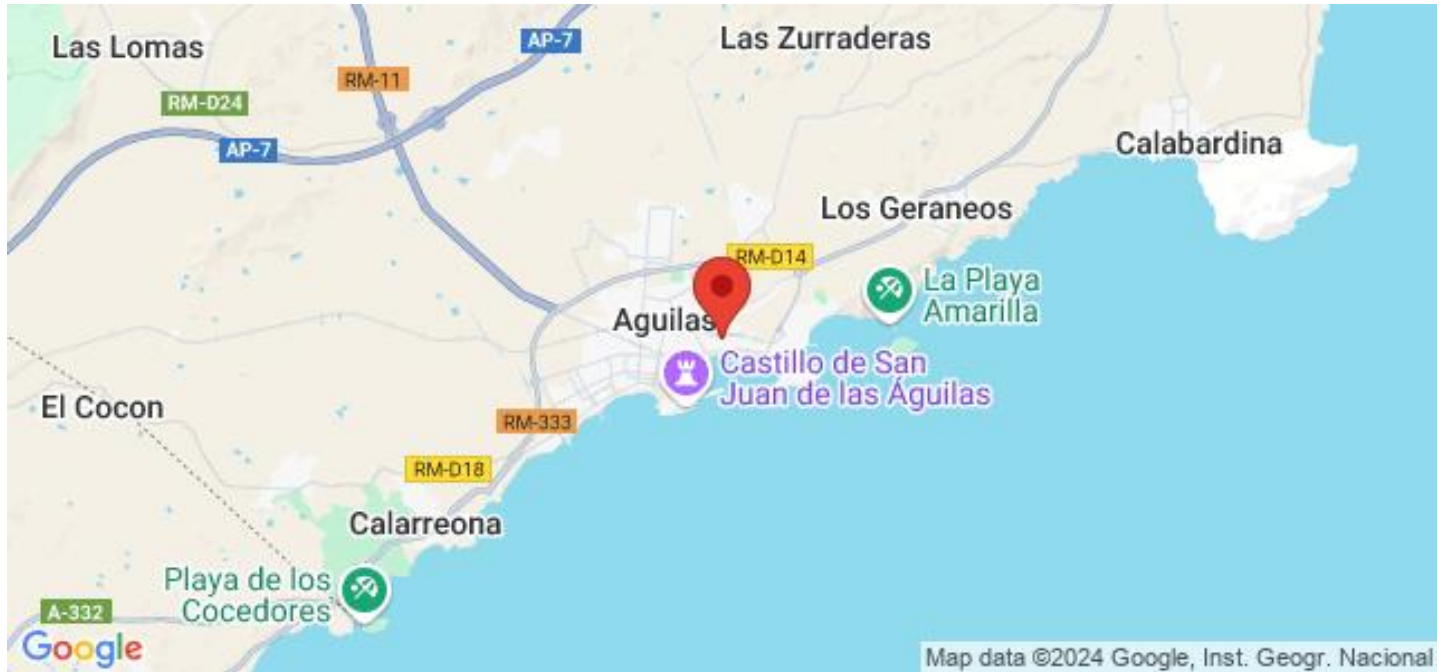 Las Lomas
AP-7
Las Zurraderas
RM-11
RM-D24
AP-7
Calabardina
Los Geraneos
RM-D14
La Playa
Amarilla
Aguilas
Castillo de San
Juan de las Águilas
El Cocon
RM-333
RM-D18
Calarreona
Playa de los
Cocedores
A-332
Google
Map data ©2024 Google, Inst. Geogr. Nacional